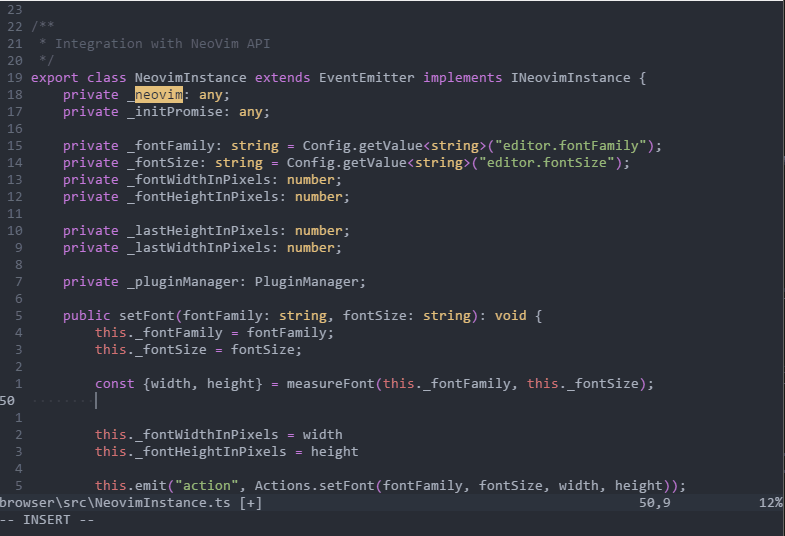 23
22 /**
21  * Integration with NeoVim API
20  */
19 export class NeovimInstance extends EventEmitter implements INeovimInstance {
18     private _neovim: any;
17     private _initPromise: any;
16
15     private _fontFamily: string = Config.getValue<string>("editor.fontFamily");
14     private _fontSize: string = Config.getValue<string>("editor.fontSize");
13     private _fontWidthInPixels: number;
12     private _fontHeightInPixels: number;
11
10     private _lastHeightInPixels: number;
9     private _lastWidthInPixels: number;
8
7     private _pluginManager: PluginManager;
6
5     public setFont(fontFamily: string, fontSize: string): void {
4         this._fontFamily = fontFamily;
3         this._fontSize = fontSize;
2
1         const {width, height} = measureFont(this._fontFamily, this._fontSize);
50 ········
1
2         this._fontWidthInPixels = width
3         this._fontHeightInPixels = height
4
5         this.emit("action", Actions.setFont(fontFamily, fontSize, width, height));
browser\src\NeovimInstance.ts [+] 50,9 12%
-- INSERT --